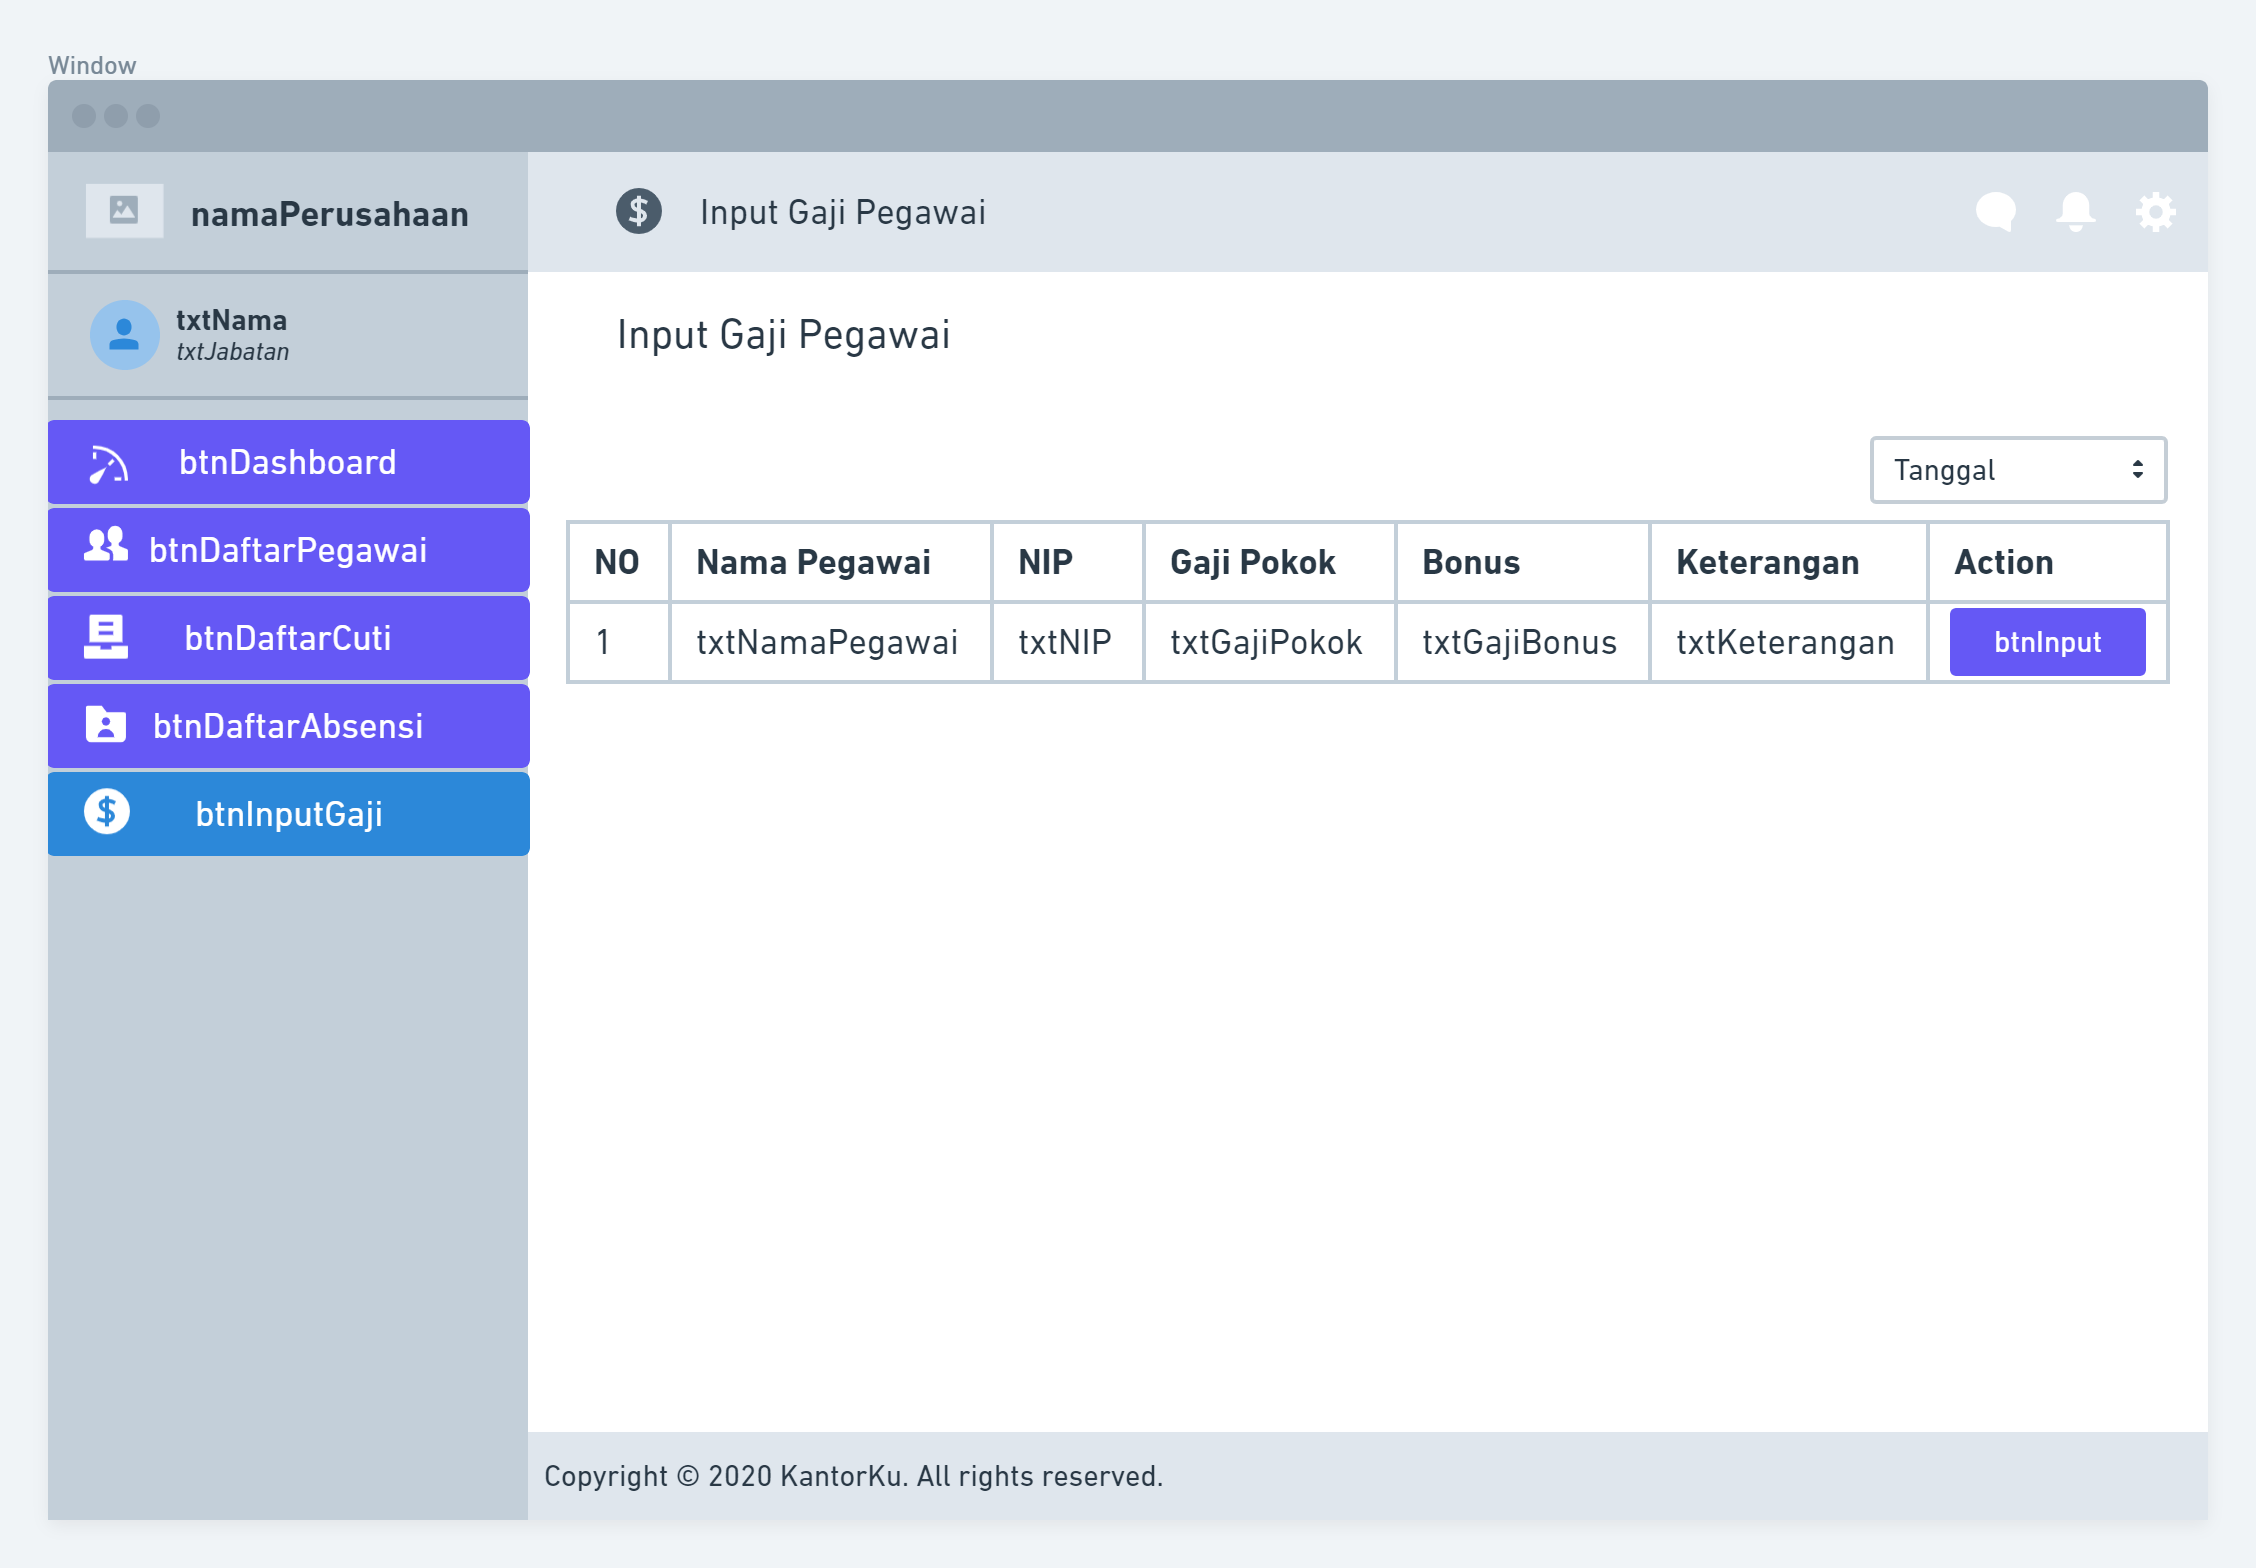 Window
namaPerusahaan
Input Gaji Pegawai
txtNama
txtJabatan
btnDashboard
btnDaftarPegawai
btnDaftarCuti
btnDaftarAbsensi
btnInputGaji
Input Gaji Pegawai
Tanggal
NO Nama Pegawai NIP Gaji Pokok Bonus Keterangan Action
1 txtNamaPegawai txtNIP txtGajiPokok txtGajiBonus txtKeterangan btnInput
Copyright © 2020 KantorKu. All rights reserved.